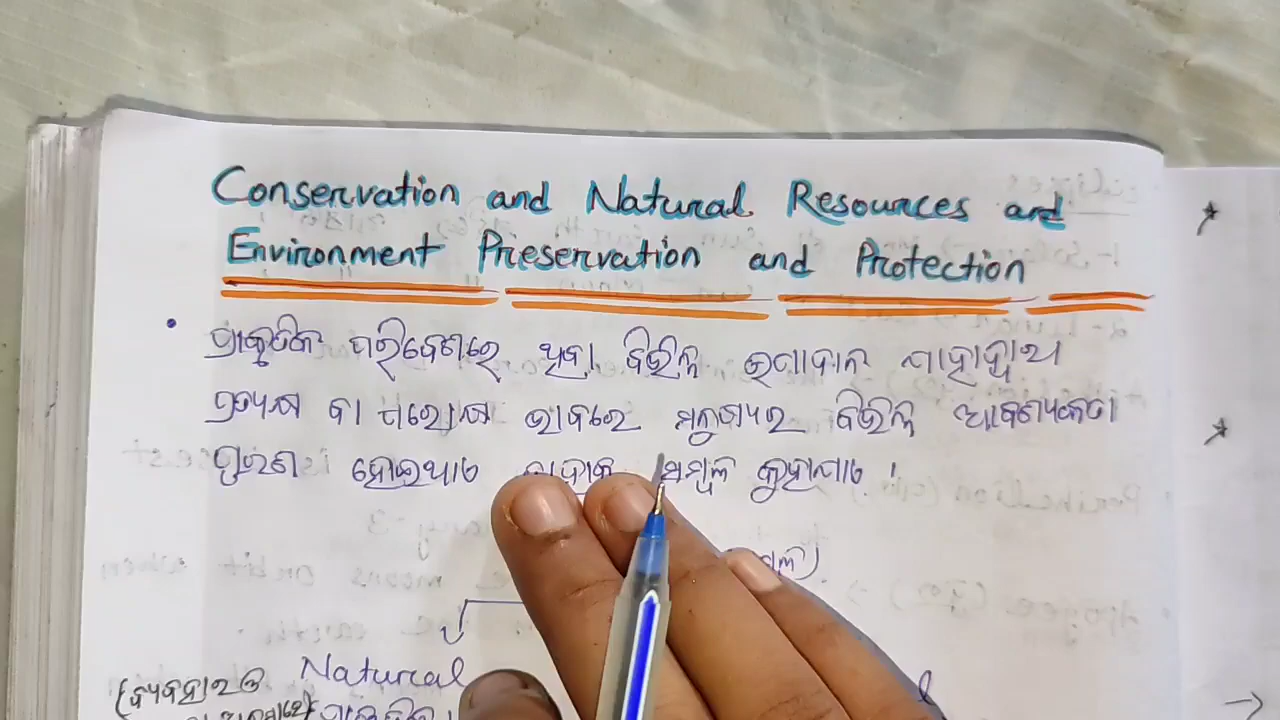 Conservation and Natural Resources and
Environment Preservation and Protection
• ପ୍ରାକୃତିକ ପରିବେଶରେ ଥିବା ବିଭିନ୍ନ ଉପାଦାନ ଯାହାଦ୍ୱାରା
ପ୍ରତ୍ୟକ୍ଷ ବା ପରୋକ୍ଷ ଭାବରେ ମନୁଷ୍ୟର ବିଭିନ୍ନ ଆବଶ୍ୟକତା
ପୂରଣ ହୋଇଥାଏ ତାହାକୁ ସମ୍ବଳ କୁହାଯାଏ ।
Natural